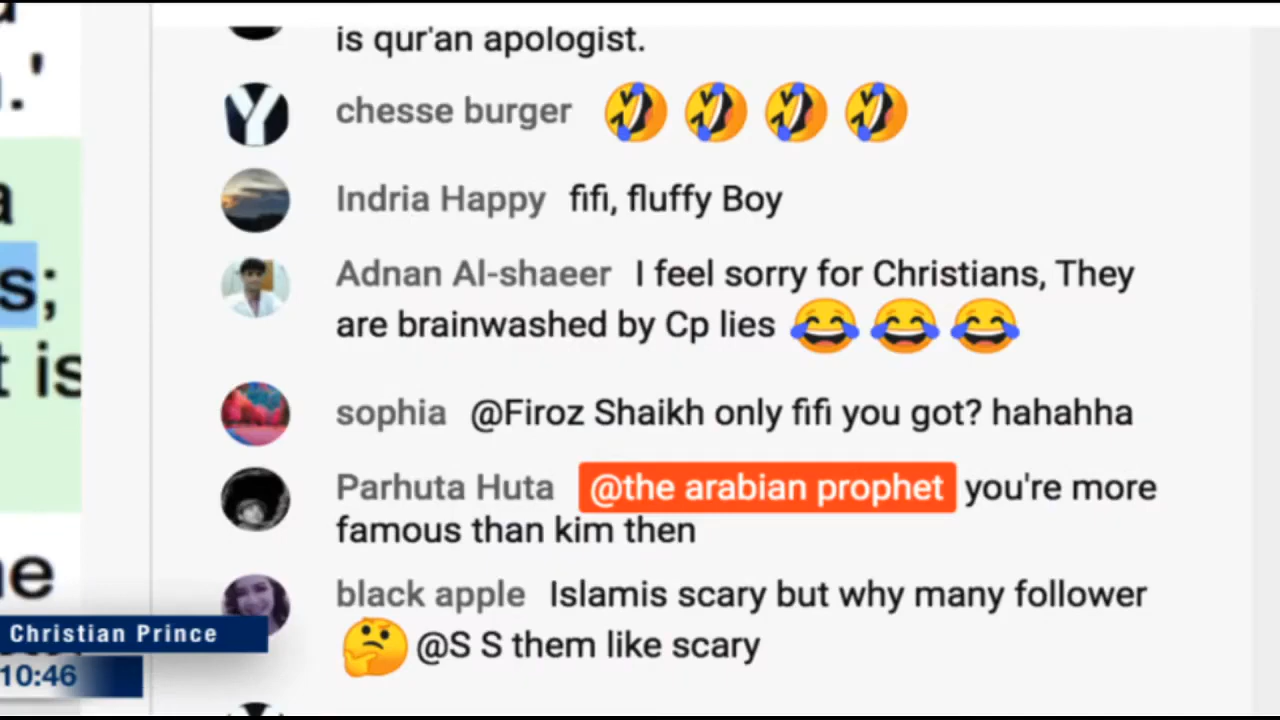 is qur'an apologist.
chesse burger 🤣 🤣 🤣 🤣
Indria Happy fifi, fluffy Boy
Adnan Al-shaeer I feel sorry for Christians, They
are brainwashed by Cp lies 😂 😂 😂
sophia @Firoz Shaikh only fifi you got? hahahha
Parhuta Huta @the arabian prophet you're more
famous than kim then
black apple Islamis scary but why many follower
🤔 @S S them like scary
s;
t is
Christian Prince
10:46